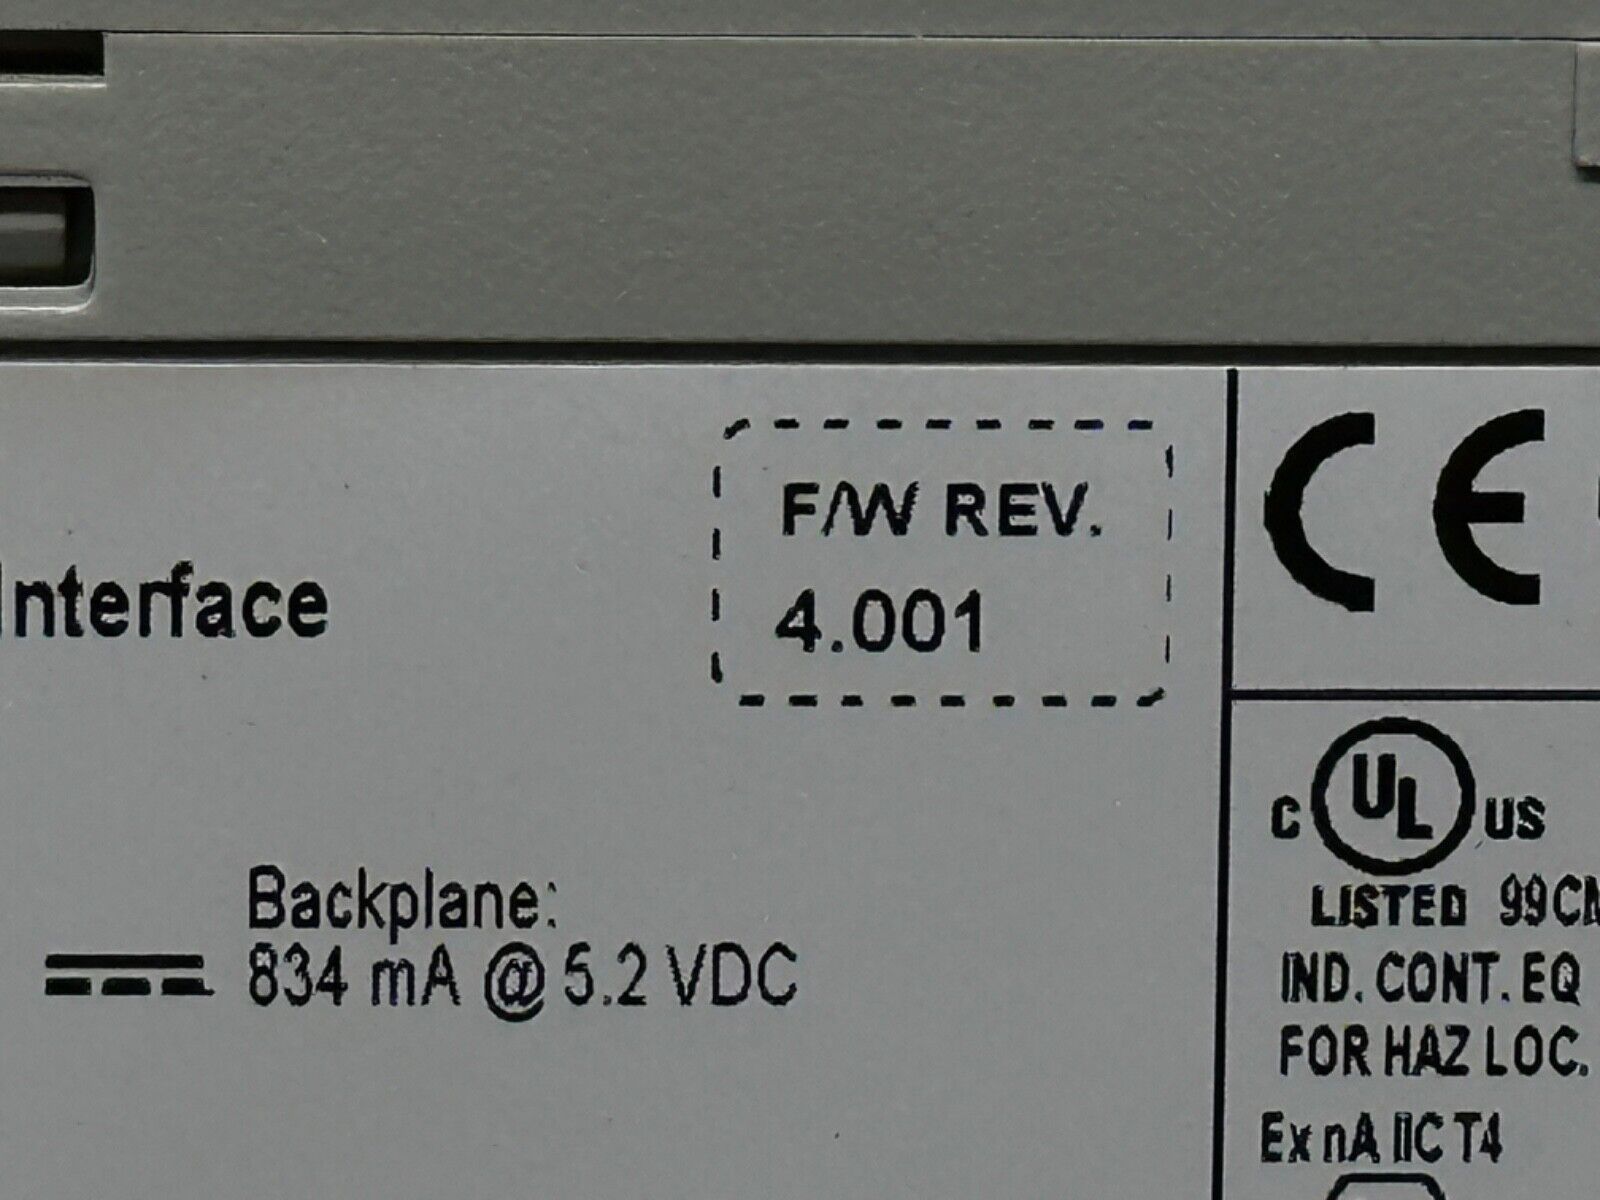 F/W REV.
4.001
Interface
Backplane:
834 mA @ 5.2 VDC
CE
C UL US
LISTED 99CN
IND. CONT. EQ
FOR HAZ LOC.
Ex nA IIC T4